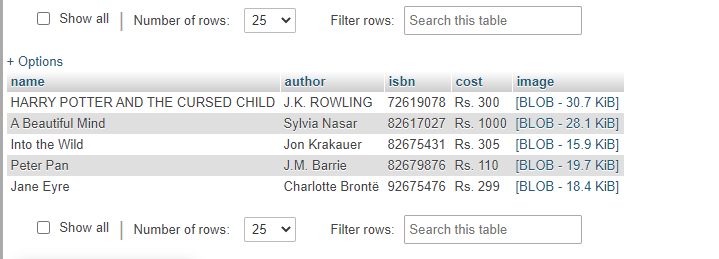 Show all Number of rows: 25 Filter rows: Search this table
+ Options
name author isbn cost image
HARRY POTTER AND THE CURSED CHILD J.K. ROWLING 72619078 Rs. 300 [BLOB - 30.7 KiB]
A Beautiful Mind Sylvia Nasar 82617027 Rs. 1000 [BLOB - 28.1 KiB]
Into the Wild Jon Krakauer 82675431 Rs. 305 [BLOB - 15.9 KiB]
Peter Pan J.M. Barrie 82679876 Rs. 110 [BLOB - 19.7 KiB]
Jane Eyre Charlotte Brontë 92675476 Rs. 299 [BLOB - 18.4 KiB]
Show all Number of rows: 25 Filter rows: Search this table